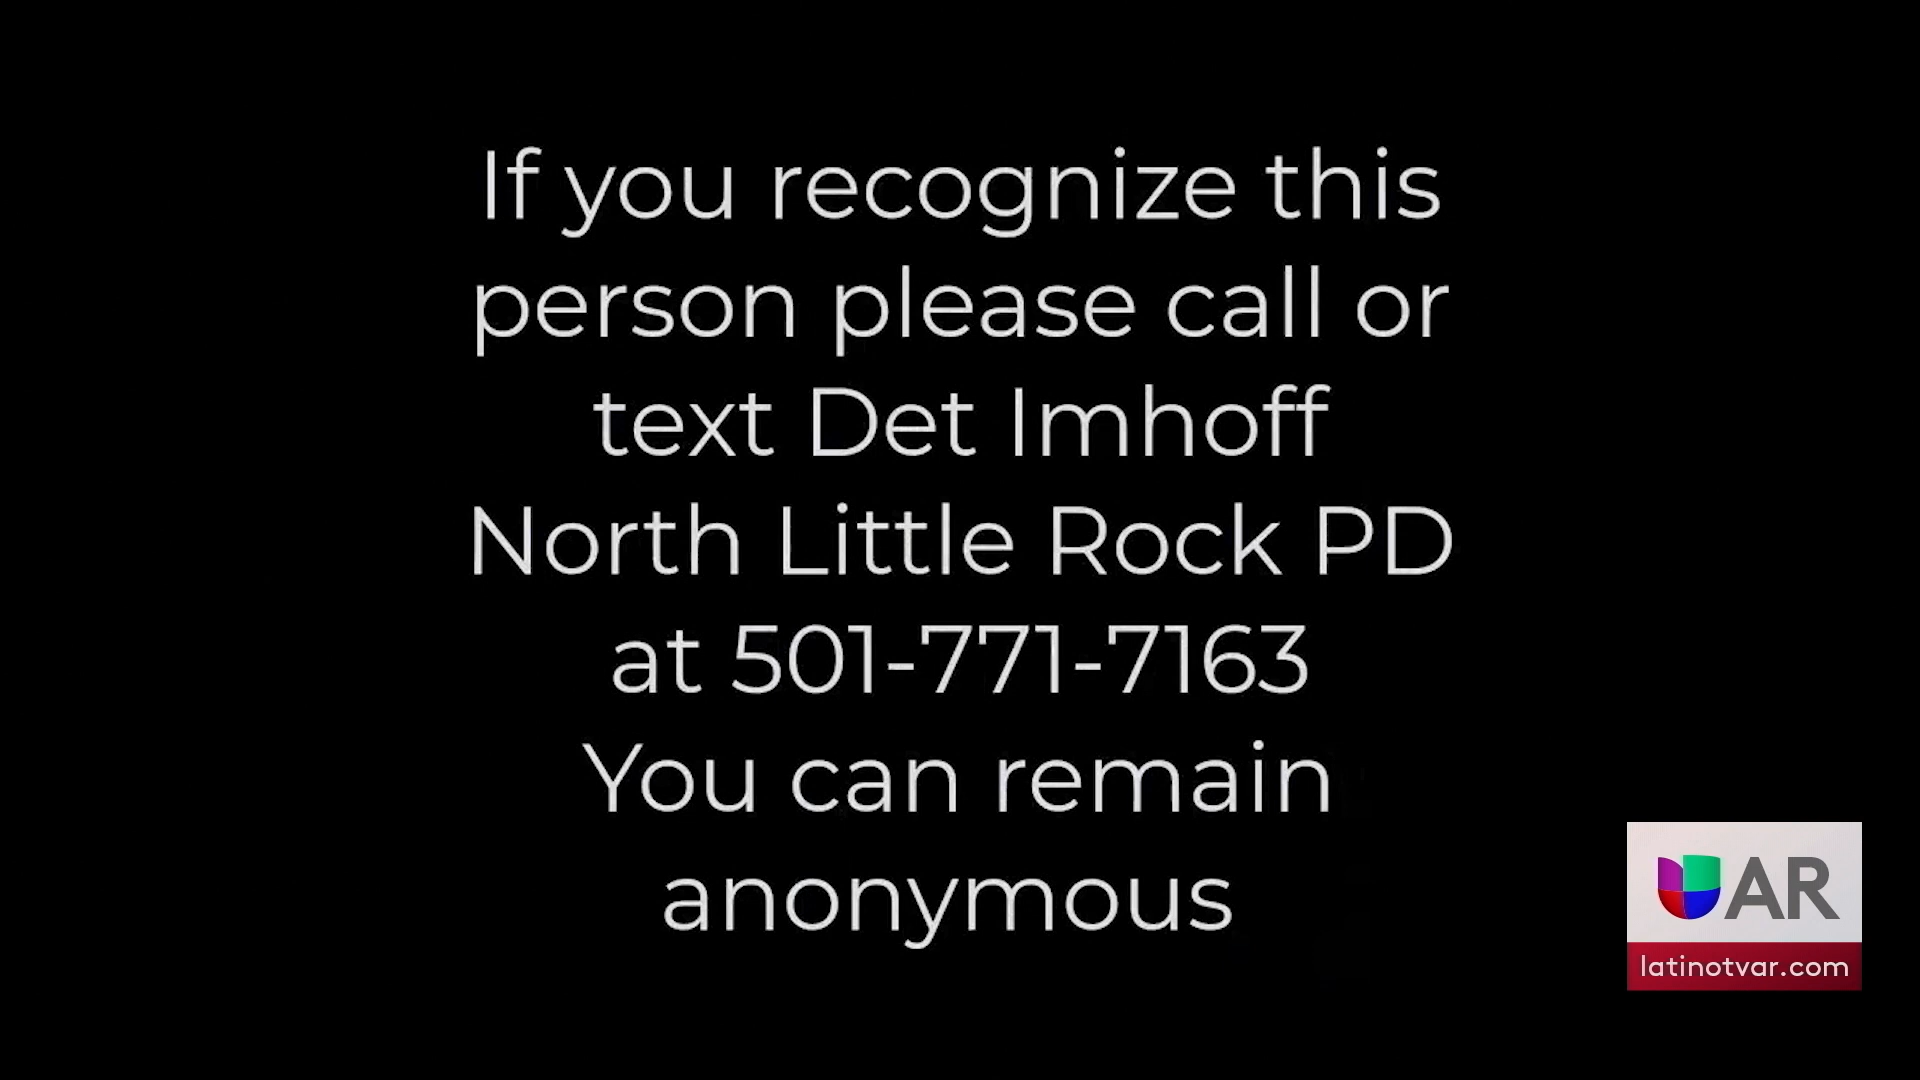 If you recognize this
person please call or
text Det Imhoff
North Little Rock PD
at 501-771-7163
You can remain
anonymous
AR
latinotvar.com